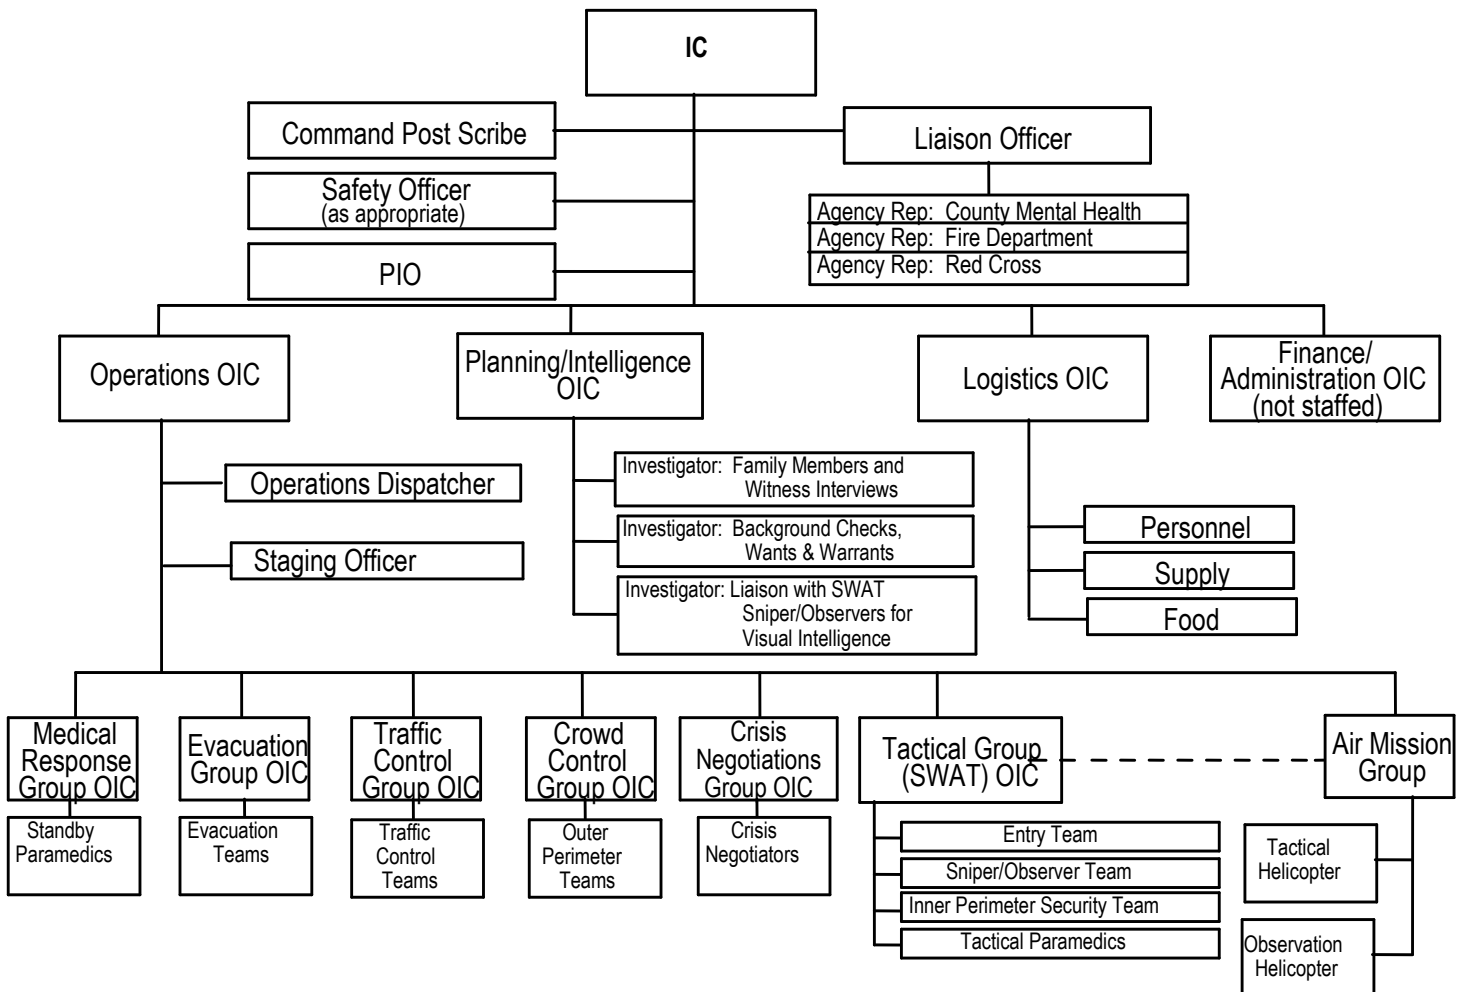 IC
Command Post Scribe
Liaison Officer
Safety Officer
(as appropriate)
PIO
Agency Rep: County Mental Health
Agency Rep: Fire Department
Agency Rep: Red Cross
Operations OIC
Planning/Intelligence
OIC
Logistics OIC
Finance/
Administration OIC
(not staffed)
Operations Dispatcher
Staging Officer
Investigator: Family Members and
Witness Interviews
Investigator: Background Checks,
Wants & Warrants
Investigator: Liaison with SWAT
Sniper/Observers for
Visual Intelligence
Personnel
Supply
Food
Medical
Response
Group OIC
Evacuation
Group OIC
Traffic
Control
Group OIC
Crowd
Control
Group OIC
Crisis
Negotiations
Group OIC
Tactical Group
(SWAT) OIC
Air Mission
Group
Standby
Paramedics
Evacuation
Teams
Traffic
Control
Teams
Outer
Perimeter
Teams
Crisis
Negotiators
Entry Team
Sniper/Observer Team
Inner Perimeter Security Team
Tactical Paramedics
Tactical
Helicopter
Observation
Helicopter